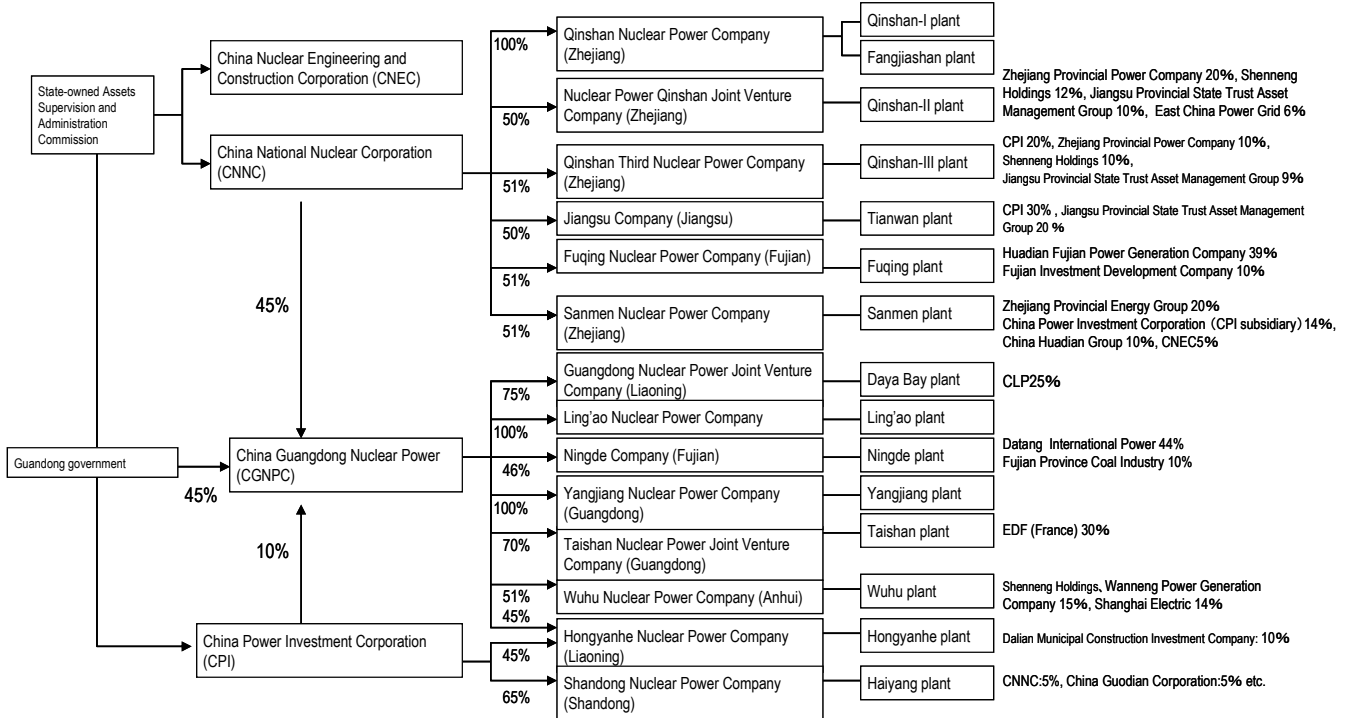 State-owned Assets
Supervision and
Administration
Commission
Guandong government
45%
China Nuclear Engineering and
Construction Corporation (CNEC)
China National Nuclear Corporation
(CNNC)
45%
China Guangdong Nuclear Power
(CGNPC)
10%
China Power Investment Corporation
(CPI)
100%
Qinshan Nuclear Power Company
(Zhejiang)
Qinshan-I plant
Fangjiashan plant
50%
Nuclear Power Qinshan Joint Venture
Company (Zhejiang)
Qinshan-II plant
Zhejiang Provincial Power Company 20%, Shenneng
Holdings 12%, Jiangsu Provincial State Trust Asset
Management Group 10%, East China Power Grid 6%
51%
Qinshan Third Nuclear Power Company
(Zhejiang)
Qinshan-III plant
CPI 20%, Zhejiang Provincial Power Company 10%,
Shenneng Holdings 10%,
Jiangsu Provincial State Trust Asset Management Group 9%
50%
Jiangsu Company (Jiangsu)
Tianwan plant
CPI 30% , Jiangsu Provincial State Trust Asset Management
Group 20 %
51%
Fuqing Nuclear Power Company (Fujian)
Fuqing plant
Huadian Fujian Power Generation Company 39%
Fujian Investment Development Company 10%
51%
Sanmen Nuclear Power Company
(Zhejiang)
Sanmen plant
Zhejiang Provincial Energy Group 20%
China Power Investment Corporation (CPI subsidiary) 14%,
China Huadian Group 10%, CNEC5%
75%
Guangdong Nuclear Power Joint Venture
Company (Liaoning)
Daya Bay plant
CLP25%
100%
Ling'ao Nuclear Power Company
Ling'ao plant
46%
Ningde Company (Fujian)
Ningde plant
Datang International Power 44%
Fujian Province Coal Industry 10%
100%
Yangjiang Nuclear Power Company
(Guangdong)
Yangjiang plant
70%
Taishan Nuclear Power Joint Venture
Company (Guangdong)
Taishan plant
EDF (France) 30%
51%
Wuhu Nuclear Power Company (Anhui)
Wuhu plant
Shenneng Holdings、Wanneng Power Generation
Company 15%, Shanghai Electric 14%
45%
45%
Hongyanhe Nuclear Power Company
(Liaoning)
Hongyanhe plant
Dalian Municipal Construction Investment Company: 10%
65%
Shandong Nuclear Power Company
(Shandong)
Haiyang plant
CNNC:5%, China Guodian Corporation:5% etc.